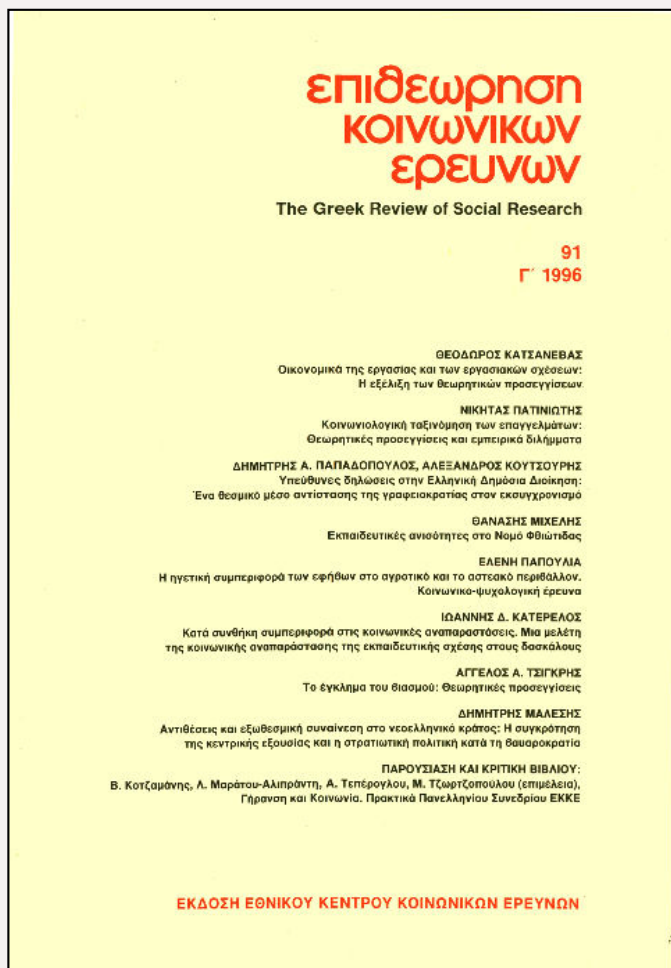 επιθεωρηση
κοινωνικων
ερευνων
The Greek Review of Social Research
91
Γ΄ 1996
ΘΕΟΔΩΡΟΣ ΚΑΤΣΑΝΕΒΑΣ
Οικονομικά της εργασίας και των εργασιακών σχέσεων:
Η εξέλιξη των θεωρητικών προσεγγίσεων
ΝΙΚΗΤΑΣ ΠΑΤΙΝΙΩΤΗΣ
Κοινωνιολογική ταξινόμηση των επαγγελμάτων:
Θεωρητικές προσεγγίσεις και εμπειρικά διλήμματα
ΔΗΜΗΤΡΗΣ Α. ΠΑΠΑΔΟΠΟΥΛΟΣ, ΑΛΕΞΑΝΔΡΟΣ ΚΟΥΤΣΟΥΡΗΣ
Υπεύθυνες δηλώσεις στην Ελληνική Δημόσια Διοίκηση:
Ένα θεσμικό μέσο αντίστασης της γραφειοκρατίας στον εκσυγχρονισμό
ΘΑΝΑΣΗΣ ΜΙΧΕΛΗΣ
Εκπαιδευτικές ανισότητες στο Νομό Φθιώτιδας
ΕΛΕΝΗ ΠΑΠΟΥΛΙΑ
Η ηγετική συμπεριφορά των εφήβων στο αγροτικό και το αστεακό περιβάλλον.
Κοινωνικο-ψυχολογική έρευνα
ΙΩΑΝΝΗΣ Δ. ΚΑΤΕΡΕΛΟΣ
Κατά συνθήκη συμπεριφορά στις κοινωνικές αναπαραστάσεις. Μια μελέτη
της κοινωνικής αναπαράστασης της εκπαιδευτικής σχέσης στους δασκάλους
ΑΓΓΕΛΟΣ Α. ΤΣΙΓΚΡΗΣ
Το έγκλημα του βιασμού: Θεωρητικές προσεγγίσεις
ΔΗΜΗΤΡΗΣ ΜΑΛΕΣΗΣ
Αντιθέσεις και εξωθεσμική συναίνεση στο νεοελληνικό κράτος: Η συγκρότηση
της κεντρικής εξουσίας και η στρατιωτική πολιτική κατά τη βαυαροκρατία
ΠΑΡΟΥΣΙΑΣΗ ΚΑΙ ΚΡΙΤΙΚΗ ΒΙΒΛΙΟΥ:
Β. Κοτζαμάνης, Λ. Μαράτου-Αλιπράντη, Α. Τεπέρογλου, Μ. Τζωρτζοπούλου (επιμέλεια),
Γήρανση και Κοινωνία. Πρακτικά Πανελληνίου Συνεδρίου ΕΚΚΕ
ΕΚΔΟΣΗ ΕΘΝΙΚΟΥ ΚΕΝΤΡΟΥ ΚΟΙΝΩΝΙΚΩΝ ΕΡΕΥΝΩΝ